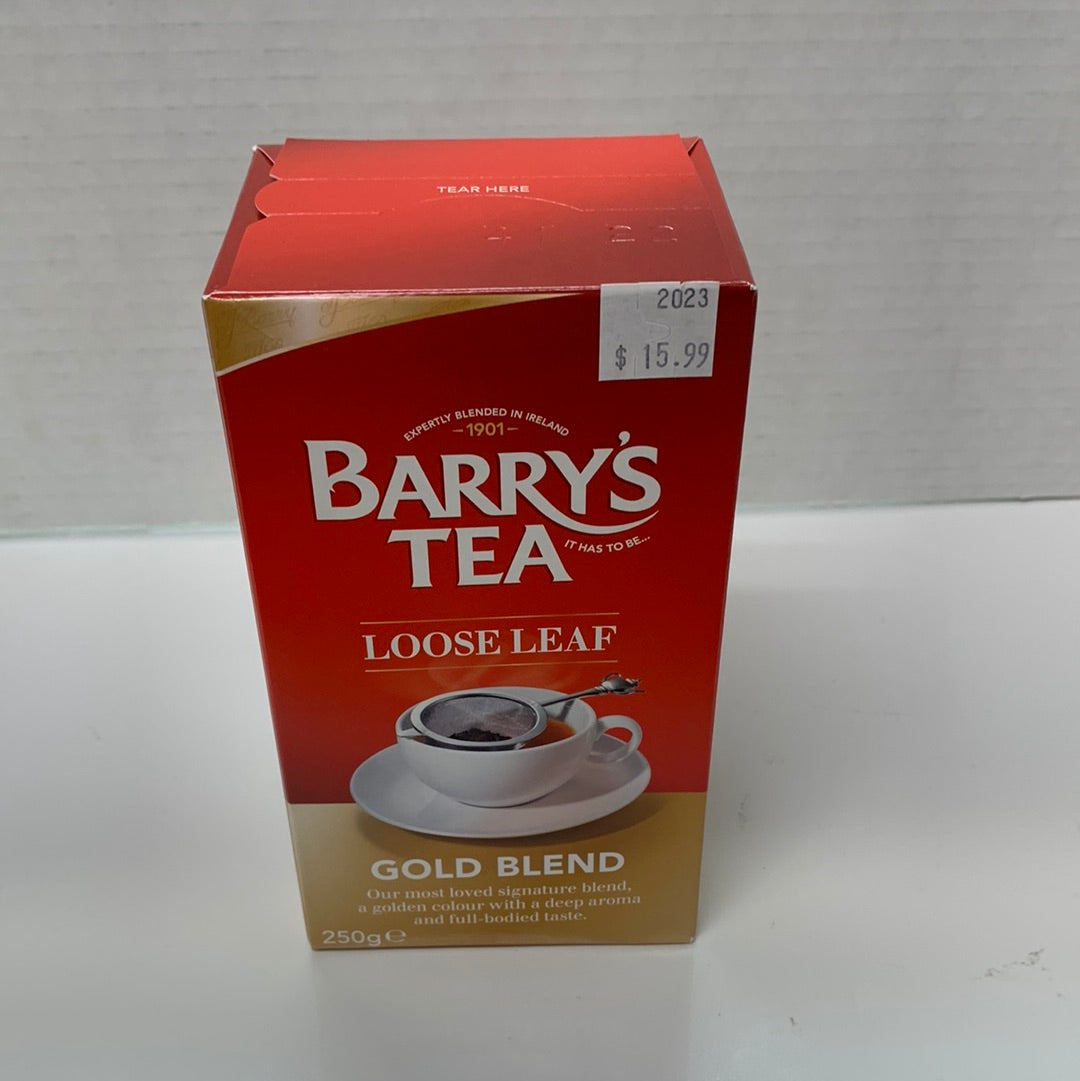 TEAR HERE
2023
$ 15.99
EXPERTLY BLENDED IN IRELAND
–1901–
BARRY'S
TEA
IT HAS TO BE...
LOOSE LEAF
GOLD BLEND
Our most loved signature blend,
a golden colour with a deep aroma
and full-bodied taste.
250g ℮